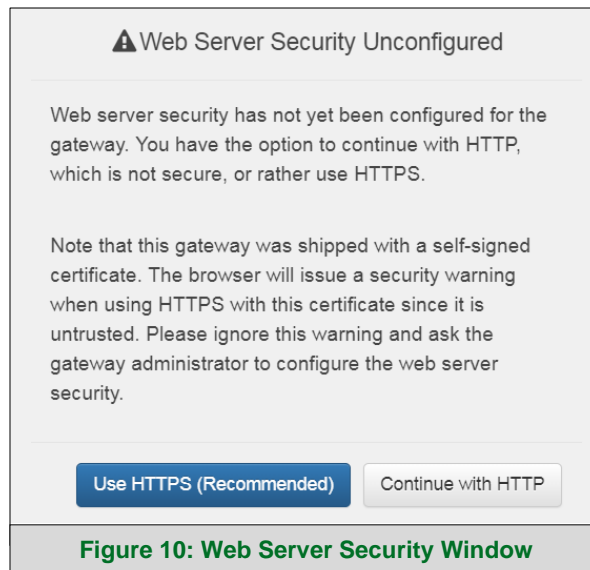 Web Server Security Unconfigured
Web server security has not yet been configured for the
gateway. You have the option to continue with HTTP,
which is not secure, or rather use HTTPS.
Note that this gateway was shipped with a self-signed
certificate. The browser will issue a security warning
when using HTTPS with this certificate since it is
untrusted. Please ignore this warning and ask the
gateway administrator to configure the web server
security.
Use HTTPS (Recommended) Continue with HTTP
Figure 10: Web Server Security Window